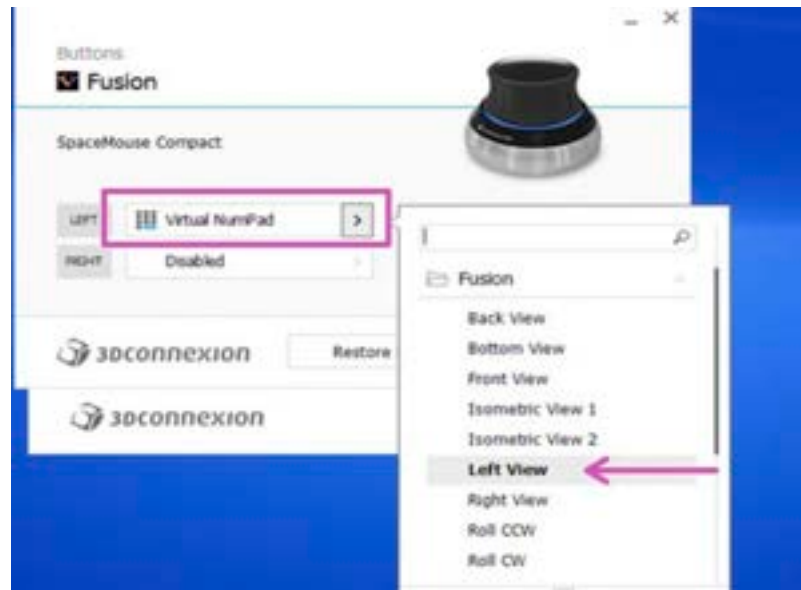 Buttons
Fusion
SpaceMouse Compact
LEFT Virtual NumPad
RIGHT Disabled
3Dconnexion
Restore
3Dconnexion
Fusion
Back View
Bottom View
Front View
Isometric View 1
Isometric View 2
Left View
Right View
Roll CCW
Roll CW